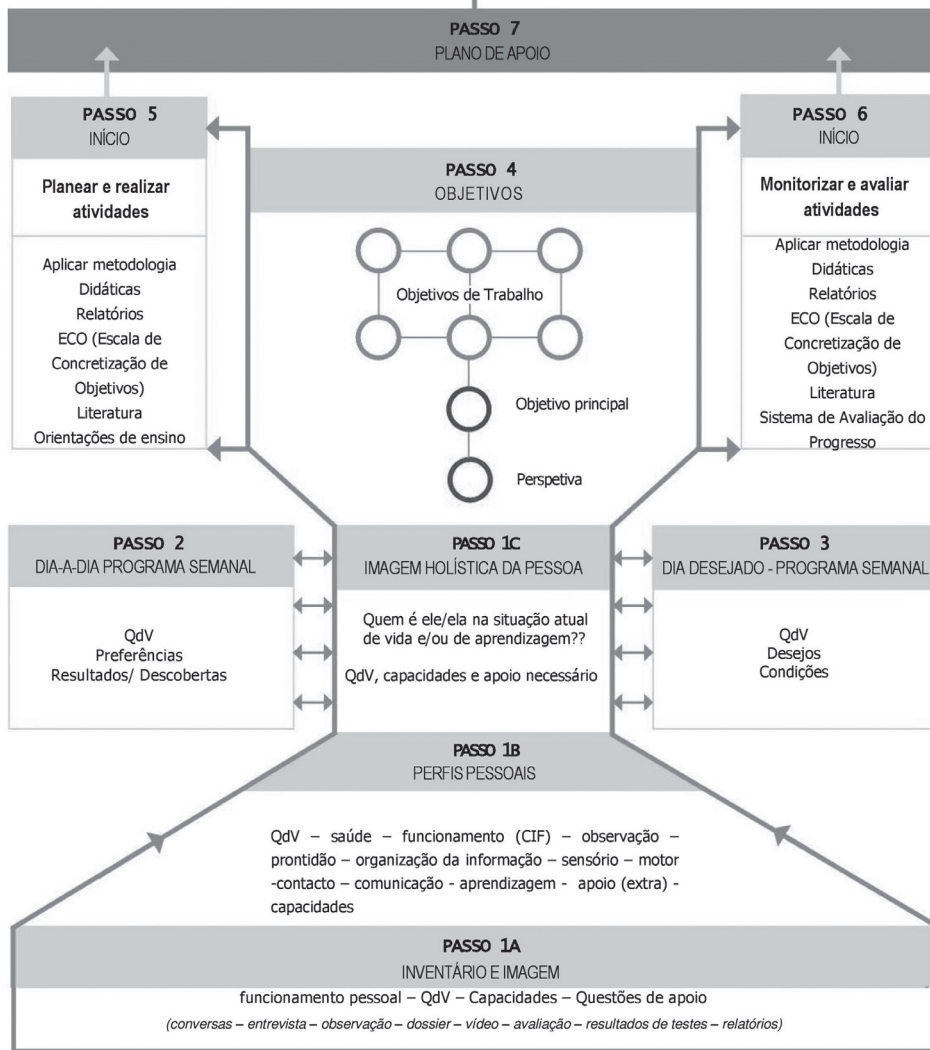 PASSO 7
PLANO DE APOIO
PASSO 5
INÍCIO
Planear e realizar
atividades
Aplicar metodologia
Didáticas
Relatórios
ECO (Escala de
Concretização de
Objetivos)
Literatura
Orientações de ensino
PASSO 4
OBJETIVOS
Objetivos de Trabalho
Objetivo principal
Perspetiva
PASSO 6
INÍCIO
Monitorizar e avaliar
atividades
Aplicar metodologia
Didáticas
Relatórios
ECO (Escala de
Concretização de
Objetivos)
Literatura
Sistema de Avaliação do
Progresso
PASSO 2
DIA-A-DIA PROGRAMA SEMANAL
QdV
Preferências
Resultados/ Descobertas
PASSO 1C
IMAGEM HOLÍSTICA DA PESSOA
Quem é ele/ela na situação atual
de vida e/ou de aprendizagem??
QdV, capacidades e apoio necessário
PASSO 3
DIA DESEJADO - PROGRAMA SEMANAL
QdV
Desejos
Condições
PASSO 1B
PERFIS PESSOAIS
QdV – saúde – funcionamento (CIF) – observação –
prontidão – organização da informação – sensório – motor
-contacto – comunicação - aprendizagem - apoio (extra) -
capacidades
PASSO 1A
INVENTÁRIO E IMAGEM
funcionamento pessoal – QdV – Capacidades – Questões de apoio
(conversas – entrevista – observação – dossier – vídeo – avaliação – resultados de testes – relatórios)